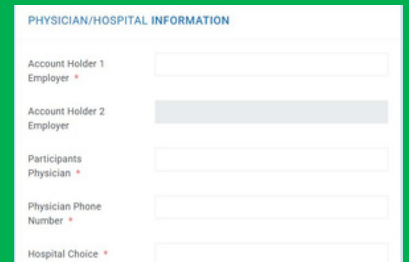 PHYSICIAN/HOSPITAL INFORMATION
Account Holder 1
Employer *
Account Holder 2
Employer
Participants
Physician *
Physician Phone
Number *
Hospital Choice *